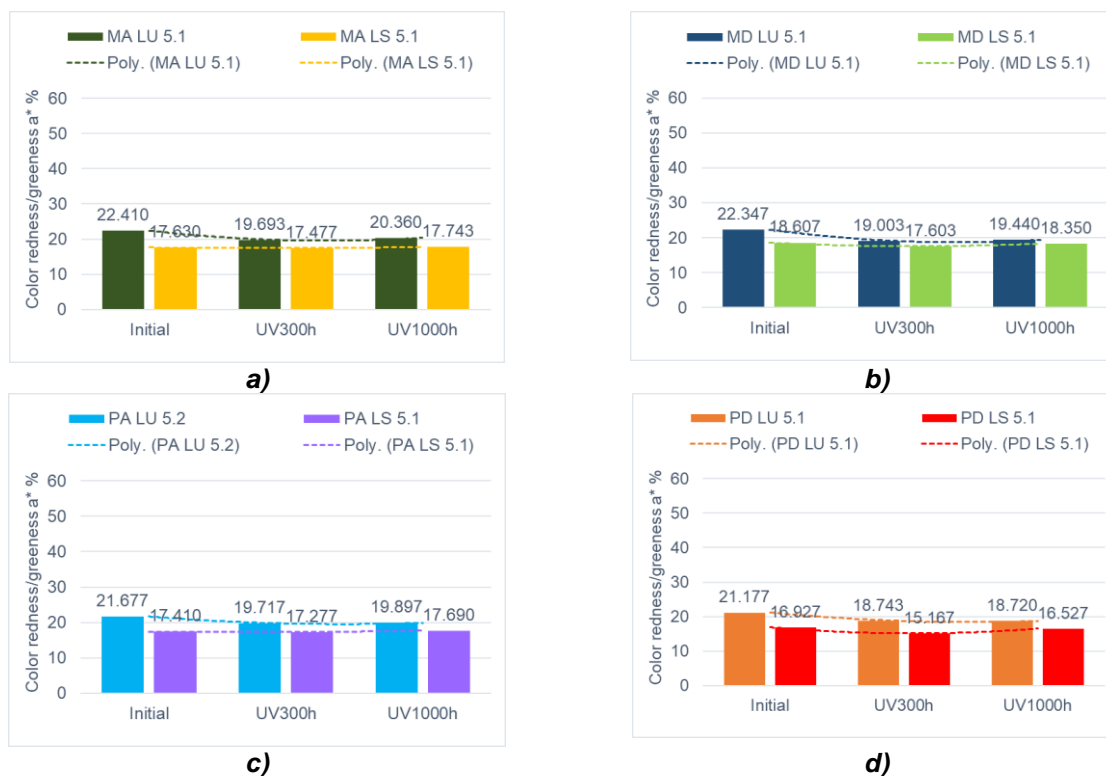 MA LU 5.1 MA LS 5.1
Poly. (MA LU 5.1) Poly. (MA LS 5.1)
Color redness/greeness a* %
60
50
40
30
20
10
0
22.410 17.630 19.693 17.477 20.360 17.743
Initial UV300h UV1000h
a)
MD LU 5.1 MD LS 5.1
Poly. (MD LU 5.1) Poly. (MD LS 5.1)
Color redness/greeness a* %
60
50
40
30
20
10
0
22.347 18.607 19.003 17.603 19.440 18.350
Initial UV300h UV1000h
b)
PA LU 5.2 PA LS 5.1
Poly. (PA LU 5.2) Poly. (PA LS 5.1)
Color redness/greeness a* %
60
50
40
30
20
10
0
21.677 17.410 19.717 17.277 19.897 17.690
Initial UV300h UV1000h
c)
PD LU 5.1 PD LS 5.1
Poly. (PD LU 5.1) Poly. (PD LS 5.1)
Color redness/greeness a* %
60
50
40
30
20
10
0
21.177 16.927 18.743 15.167 18.720 16.527
Initial UV300h UV1000h
d)